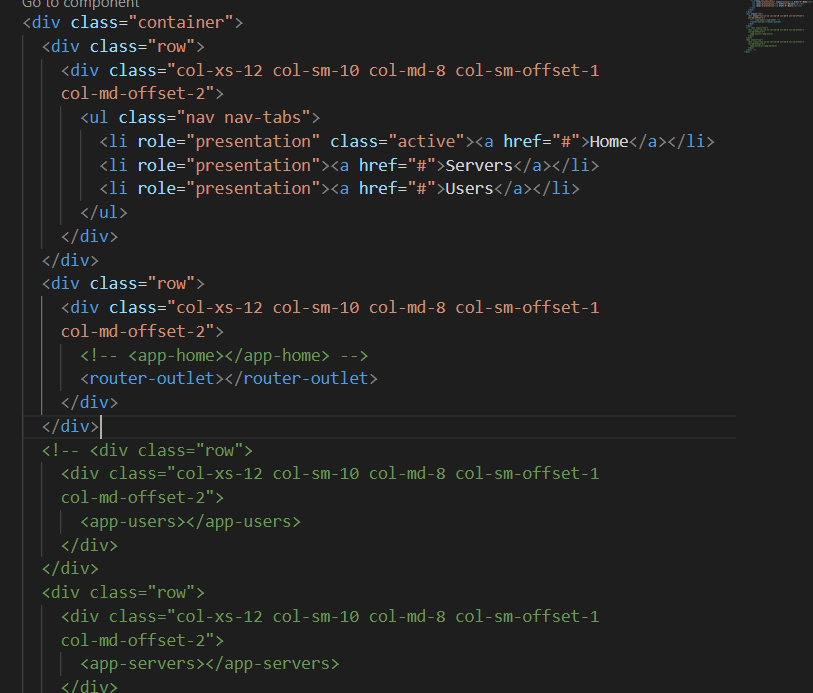 Go to component
<div class="container">
<div class="row">
<div class="col-xs-12 col-sm-10 col-md-8 col-sm-offset-1
col-md-offset-2">
<ul class="nav nav-tabs">
<li role="presentation" class="active"><a href="#">Home</a></li>
<li role="presentation"><a href="#">Servers</a></li>
<li role="presentation"><a href="#">Users</a></li>
</ul>
</div>
</div>
<div class="row">
<div class="col-xs-12 col-sm-10 col-md-8 col-sm-offset-1
col-md-offset-2">
<!-- <app-home></app-home> -->
<router-outlet></router-outlet>
</div>
</div>
<!-- <div class="row">
<div class="col-xs-12 col-sm-10 col-md-8 col-sm-offset-1
col-md-offset-2">
<app-users></app-users>
</div>
</div>
<div class="row">
<div class="col-xs-12 col-sm-10 col-md-8 col-sm-offset-1
col-md-offset-2">
<app-servers></app-servers>
</div>